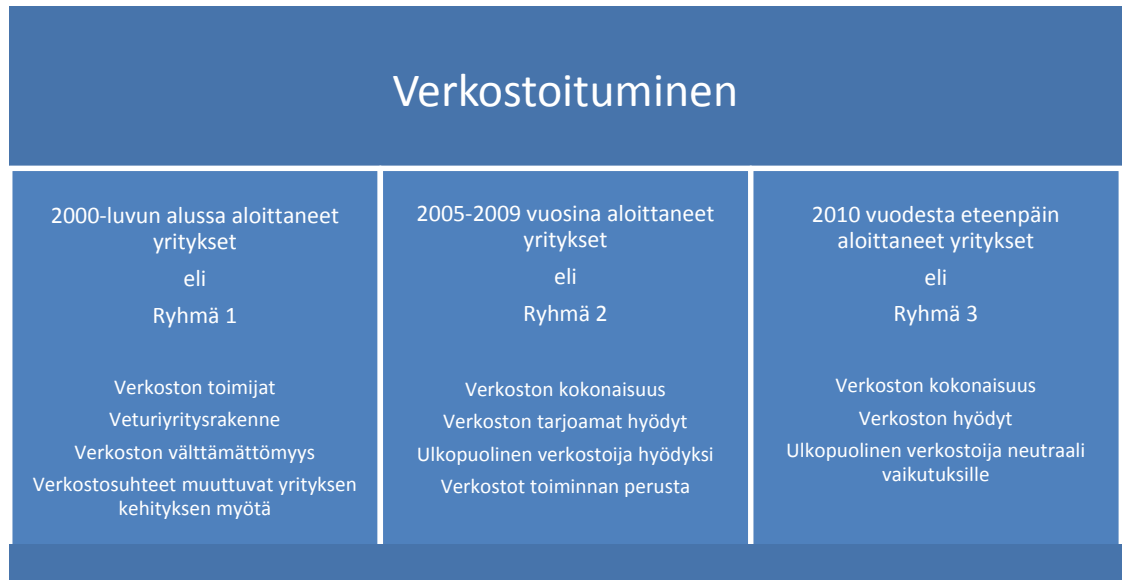 Verkostoituminen
2000-luvun alussa aloittaneet
yritykset
eli
Ryhmä 1
Verkoston toimijat
Veturiyritysrakenne
Verkoston välttämättömyys
Verkostosuhteet muuttuvat yrityksen
kehityksen myötä
2005-2009 vuosina aloittaneet
yritykset
eli
Ryhmä 2
Verkoston kokonaisuus
Verkoston tarjoamat hyödyt
Ulkopuolinen verkostoija hyödyksi
Verkostot toiminnan perusta
2010 vuodesta eteenpäin
aloittaneet yritykset
eli
Ryhmä 3
Verkoston kokonaisuus
Verkoston hyödyt
Ulkopuolinen verkostoija neutraali
vaikutuksille